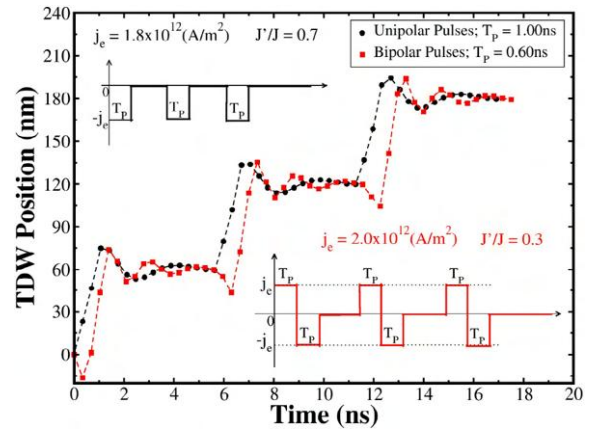 240
210
180
150
120
90
60
30
0
TDW Position (nm)
j_e = 1.8x10^12(A/m^2) J'/J = 0.7
Unipolar Pulses; T_P = 1.00ns
Bipolar Pulses; T_P = 0.60ns
0
T_P T_P T_P
-j_e
j_e = 2.0x10^12(A/m^2) J'/J = 0.3
T_P T_P T_P
j_e
0
T_P T_P T_P
-j_e
0 2 4 6 8 10 12 14 16 18 20
Time (ns)